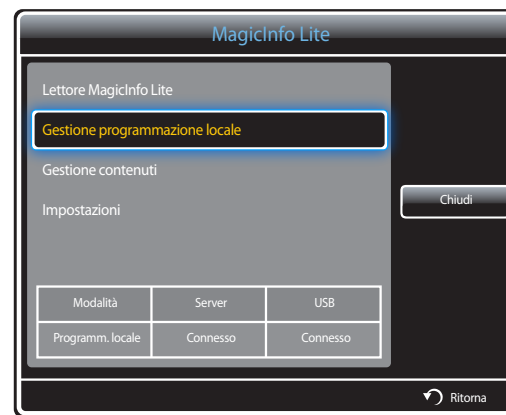 MagicInfo Lite
Lettore MagicInfo Lite
Gestione programmazione locale
Gestione contenuti
Impostazioni
Chiudi
Modalità Server USB
Programm. locale Connesso Connesso
Ritorna